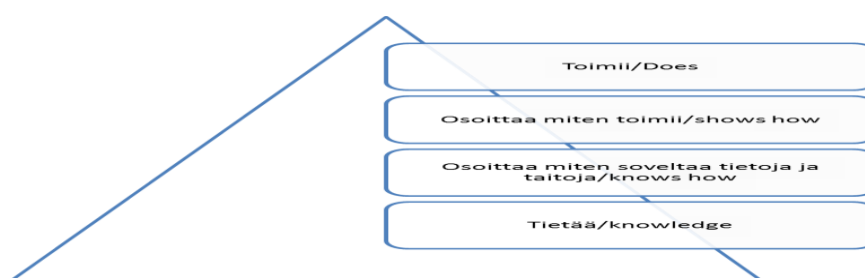 Toimii/Does
Osoittaa miten toimii/shows how
Osoittaa miten soveltaa tietoja ja
taitoja/knows how
Tietää/knowledge